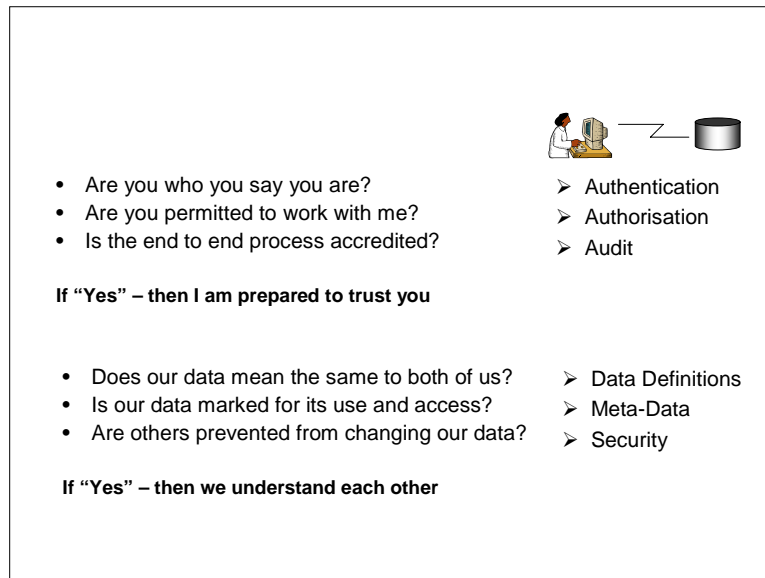 • Are you who you say you are?
➢ Authentication
• Are you permitted to work with me?
➢ Authorisation
• Is the end to end process accredited?
➢ Audit
If “Yes” – then I am prepared to trust you
• Does our data mean the same to both of us?
➢ Data Definitions
• Is our data marked for its use and access?
➢ Meta-Data
• Are others prevented from changing our data?
➢ Security
If “Yes” – then we understand each other